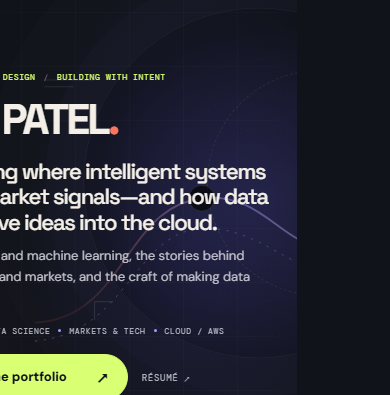 DESIGN / BUILDING WITH INTENT
PATEL.
ng where intelligent systems
arket signals—and how data
ve ideas into the cloud.
and machine learning, the stories behind
and markets, and the craft of making data
A SCIENCE • MARKETS & TECH • CLOUD / AWS
e portfolio ↗ RÉSUMÉ ↗